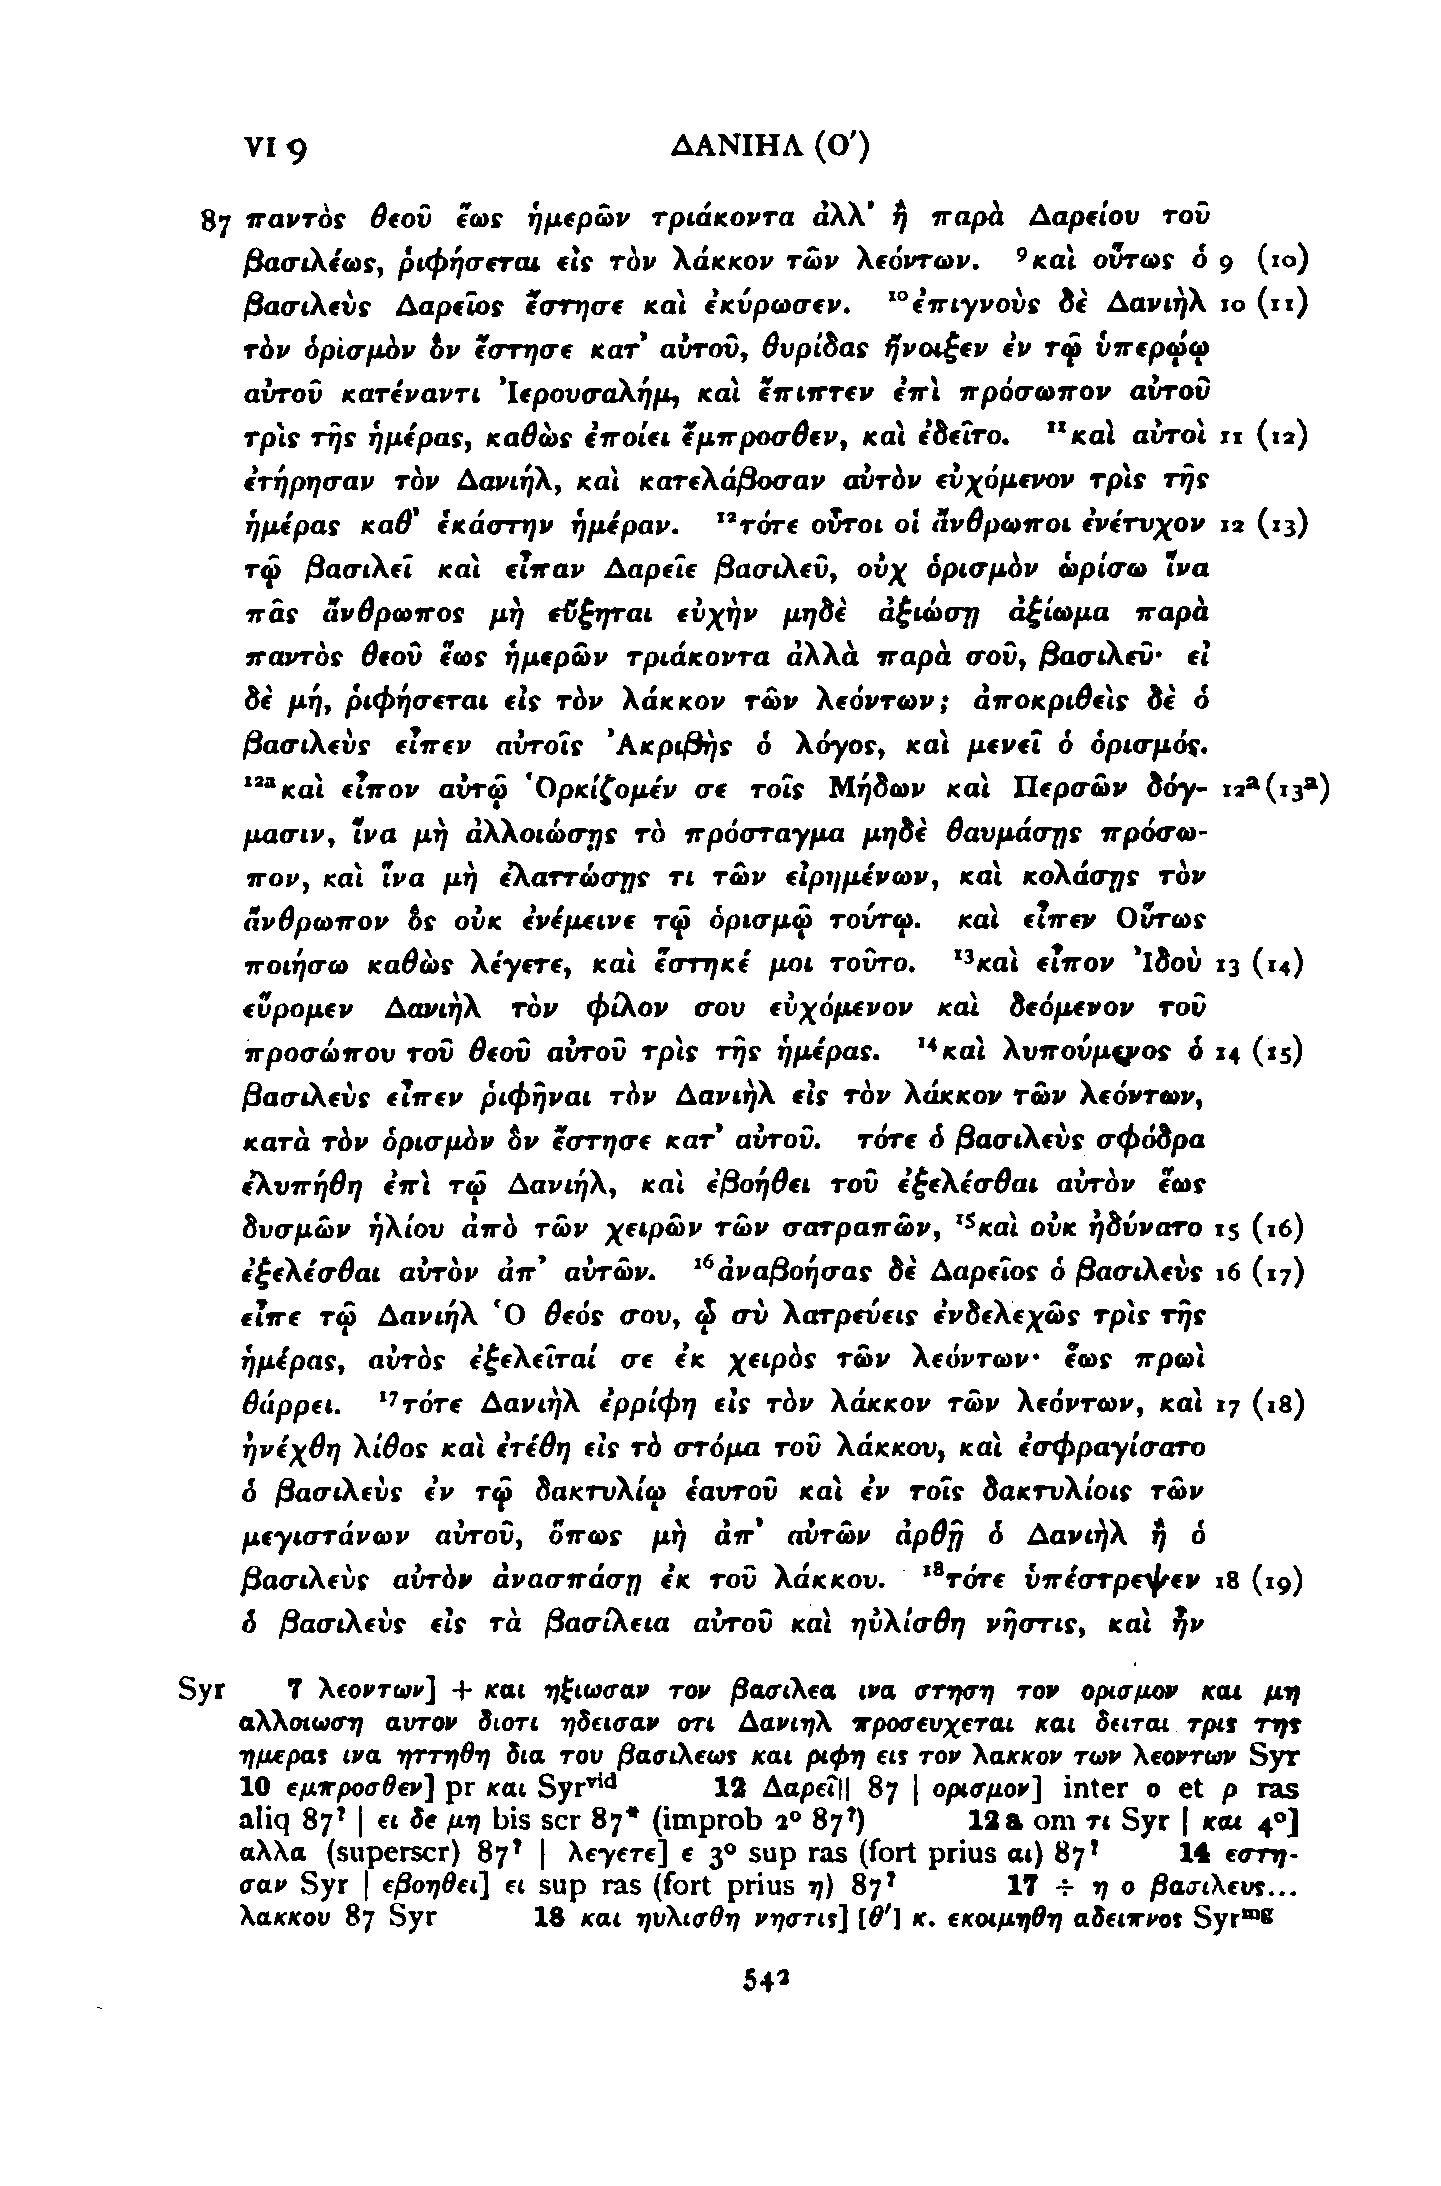 VI 9 ΔΑΝΙΗΛ (Ο')
87 παντὸς θεοῦ ἕως ἡμερῶν τριάκοντα ἀλλ' ἢ παρὰ Δαρείου τοῦ
βασιλέως, ῥιφήσεται εἰς τὸν λάκκον τῶν λεόντων. ⁹καὶ οὕτως ὁ 9 (10)
βασιλεὺς Δαρεῖος ἔστησε καὶ ἐκύρωσεν. ¹⁰ἐπιγνοὺς δὲ Δανιὴλ 10 (11)
τὸν ὁρισμὸν ὃν ἔστησε κατ' αὐτοῦ, θυρίδας ἤνοιξεν ἐν τῷ ὑπερῴῳ
αὐτοῦ κατέναντι Ἰερουσαλήμ, καὶ ἔπιπτεν ἐπὶ πρόσωπον αὐτοῦ
τρὶς τῆς ἡμέρας, καθὼς ἐποίει ἔμπροσθεν, καὶ ἐδεῖτο. ¹¹καὶ αὐτοὶ 11 (12)
ἐτήρησαν τὸν Δανιήλ, καὶ κατελάβοσαν αὐτὸν εὐχόμενον τρὶς τῆς
ἡμέρας καθ' ἑκάστην ἡμέραν. ¹²τότε οὗτοι οἱ ἄνθρωποι ἐνέτυχον 12 (13)
τῷ βασιλεῖ καὶ εἶπαν Δαρεῖε βασιλεῦ, οὐχ ὁρισμὸν ὡρίσω ἵνα
πᾶς ἄνθρωπος μὴ εὔξηται εὐχὴν μηδὲ ἀξιώσῃ ἀξίωμα παρὰ
παντὸς θεοῦ ἕως ἡμερῶν τριάκοντα ἀλλὰ παρὰ σοῦ, βασιλεῦ· εἰ
δὲ μή, ῥιφήσεται εἰς τὸν λάκκον τῶν λεόντων; ἀποκριθεὶς δὲ ὁ
βασιλεὺς εἶπεν αὐτοῖς Ἀκριβὴς ὁ λόγος, καὶ μενεῖ ὁ ὁρισμός.
¹²ᵃκαὶ εἶπον αὐτῷ Ὁρκίζομέν σε τοῖς Μήδων καὶ Περσῶν δόγ- 12ᵃ(13ᵃ)
μασιν, ἵνα μὴ ἀλλοιώσῃς τὸ πρόσταγμα μηδὲ θαυμάσῃς πρόσω-
πον, καὶ ἵνα μὴ ἐλαττώσῃς τι τῶν εἰρημένων, καὶ κολάσῃς τὸν
ἄνθρωπον ὃς οὐκ ἐνέμεινε τῷ ὁρισμῷ τούτῳ. καὶ εἶπεν Οὕτως
ποιήσω καθὼς λέγετε, καὶ ἕστηκέ μοι τοῦτο. ¹³καὶ εἶπον Ἰδοὺ 13 (14)
εὕρομεν Δανιὴλ τὸν φίλον σου εὐχόμενον καὶ δεόμενον τοῦ
προσώπου τοῦ θεοῦ αὐτοῦ τρὶς τῆς ἡμέρας. ¹⁴καὶ λυπούμενος ὁ 14 (15)
βασιλεὺς εἶπεν ῥιφῆναι τὸν Δανιὴλ εἰς τὸν λάκκον τῶν λεόντων,
κατὰ τὸν ὁρισμὸν ὃν ἔστησε κατ' αὐτοῦ. τότε ὁ βασιλεὺς σφόδρα
ἐλυπήθη ἐπὶ τῷ Δανιήλ, καὶ ἐβοήθει τοῦ ἐξελέσθαι αὐτὸν ἕως
δυσμῶν ἡλίου ἀπὸ τῶν χειρῶν τῶν σατραπῶν, ¹⁵καὶ οὐκ ἠδύνατο 15 (16)
ἐξελέσθαι αὐτὸν ἀπ' αὐτῶν. ¹⁶ἀναβοήσας δὲ Δαρεῖος ὁ βασιλεὺς 16 (17)
εἶπε τῷ Δανιήλ Ὁ θεός σου, ᾧ σὺ λατρεύεις ἐνδελεχῶς τρὶς τῆς
ἡμέρας, αὐτὸς ἐξελεῖταί σε ἐκ χειρὸς τῶν λεόντων· ἕως πρωὶ
θάρρει. ¹⁷τότε Δανιὴλ ἐρρίφη εἰς τὸν λάκκον τῶν λεόντων, καὶ 17 (18)
ἠνέχθη λίθος καὶ ἐτέθη εἰς τὸ στόμα τοῦ λάκκου, καὶ ἐσφραγίσατο
ὁ βασιλεὺς ἐν τῷ δακτυλίῳ ἑαυτοῦ καὶ ἐν τοῖς δακτυλίοις τῶν
μεγιστάνων αὐτοῦ, ὅπως μὴ ἀπ' αὐτῶν ἀρθῇ ὁ Δανιὴλ ἢ ὁ
βασιλεὺς αὐτὸν ἀνασπάσῃ ἐκ τοῦ λάκκου. ¹⁸τότε ὑπέστρεψεν 18 (19)
ὁ βασιλεὺς εἰς τὰ βασίλεια αὐτοῦ καὶ ηὐλίσθη νῆστις, καὶ ἦν
Syr 7 λεοντων] + και ηξιωσαν τον βασιλεα ινα στηση τον ορισμον και μη
αλλοιωση αυτον διοτι ηδεισαν οτι Δανιηλ προσευχεται και δειται τρις της
ημερας ινα ηττηθη δια του βασιλεως και ριφη εις τον λακκον των λεοντων Syr
10 εμπροσθεν] pr και Syrᵛⁱᵈ 12 Δαρεῖ|| 87 | ορισμον] inter ο et ρ ras
aliq 87ˀ | ει δε μη bis scr 87* (improb 2° 87ˀ) 12 a om τι Syr | και 4°]
αλλα (superscr) 87ˀ | λεγετε] ε 3° sup ras (fort prius αι) 87ˀ 14 εστη-
σαν Syr | εβοηθει] ει sup ras (fort prius η) 87ˀ 17 ÷ η ο βασιλευς...
λακκου 87 Syr 18 και ηυλισθη νηστις] [θ'] κ. εκοιμηθη αδειπνος Syrᵐᵍ
542